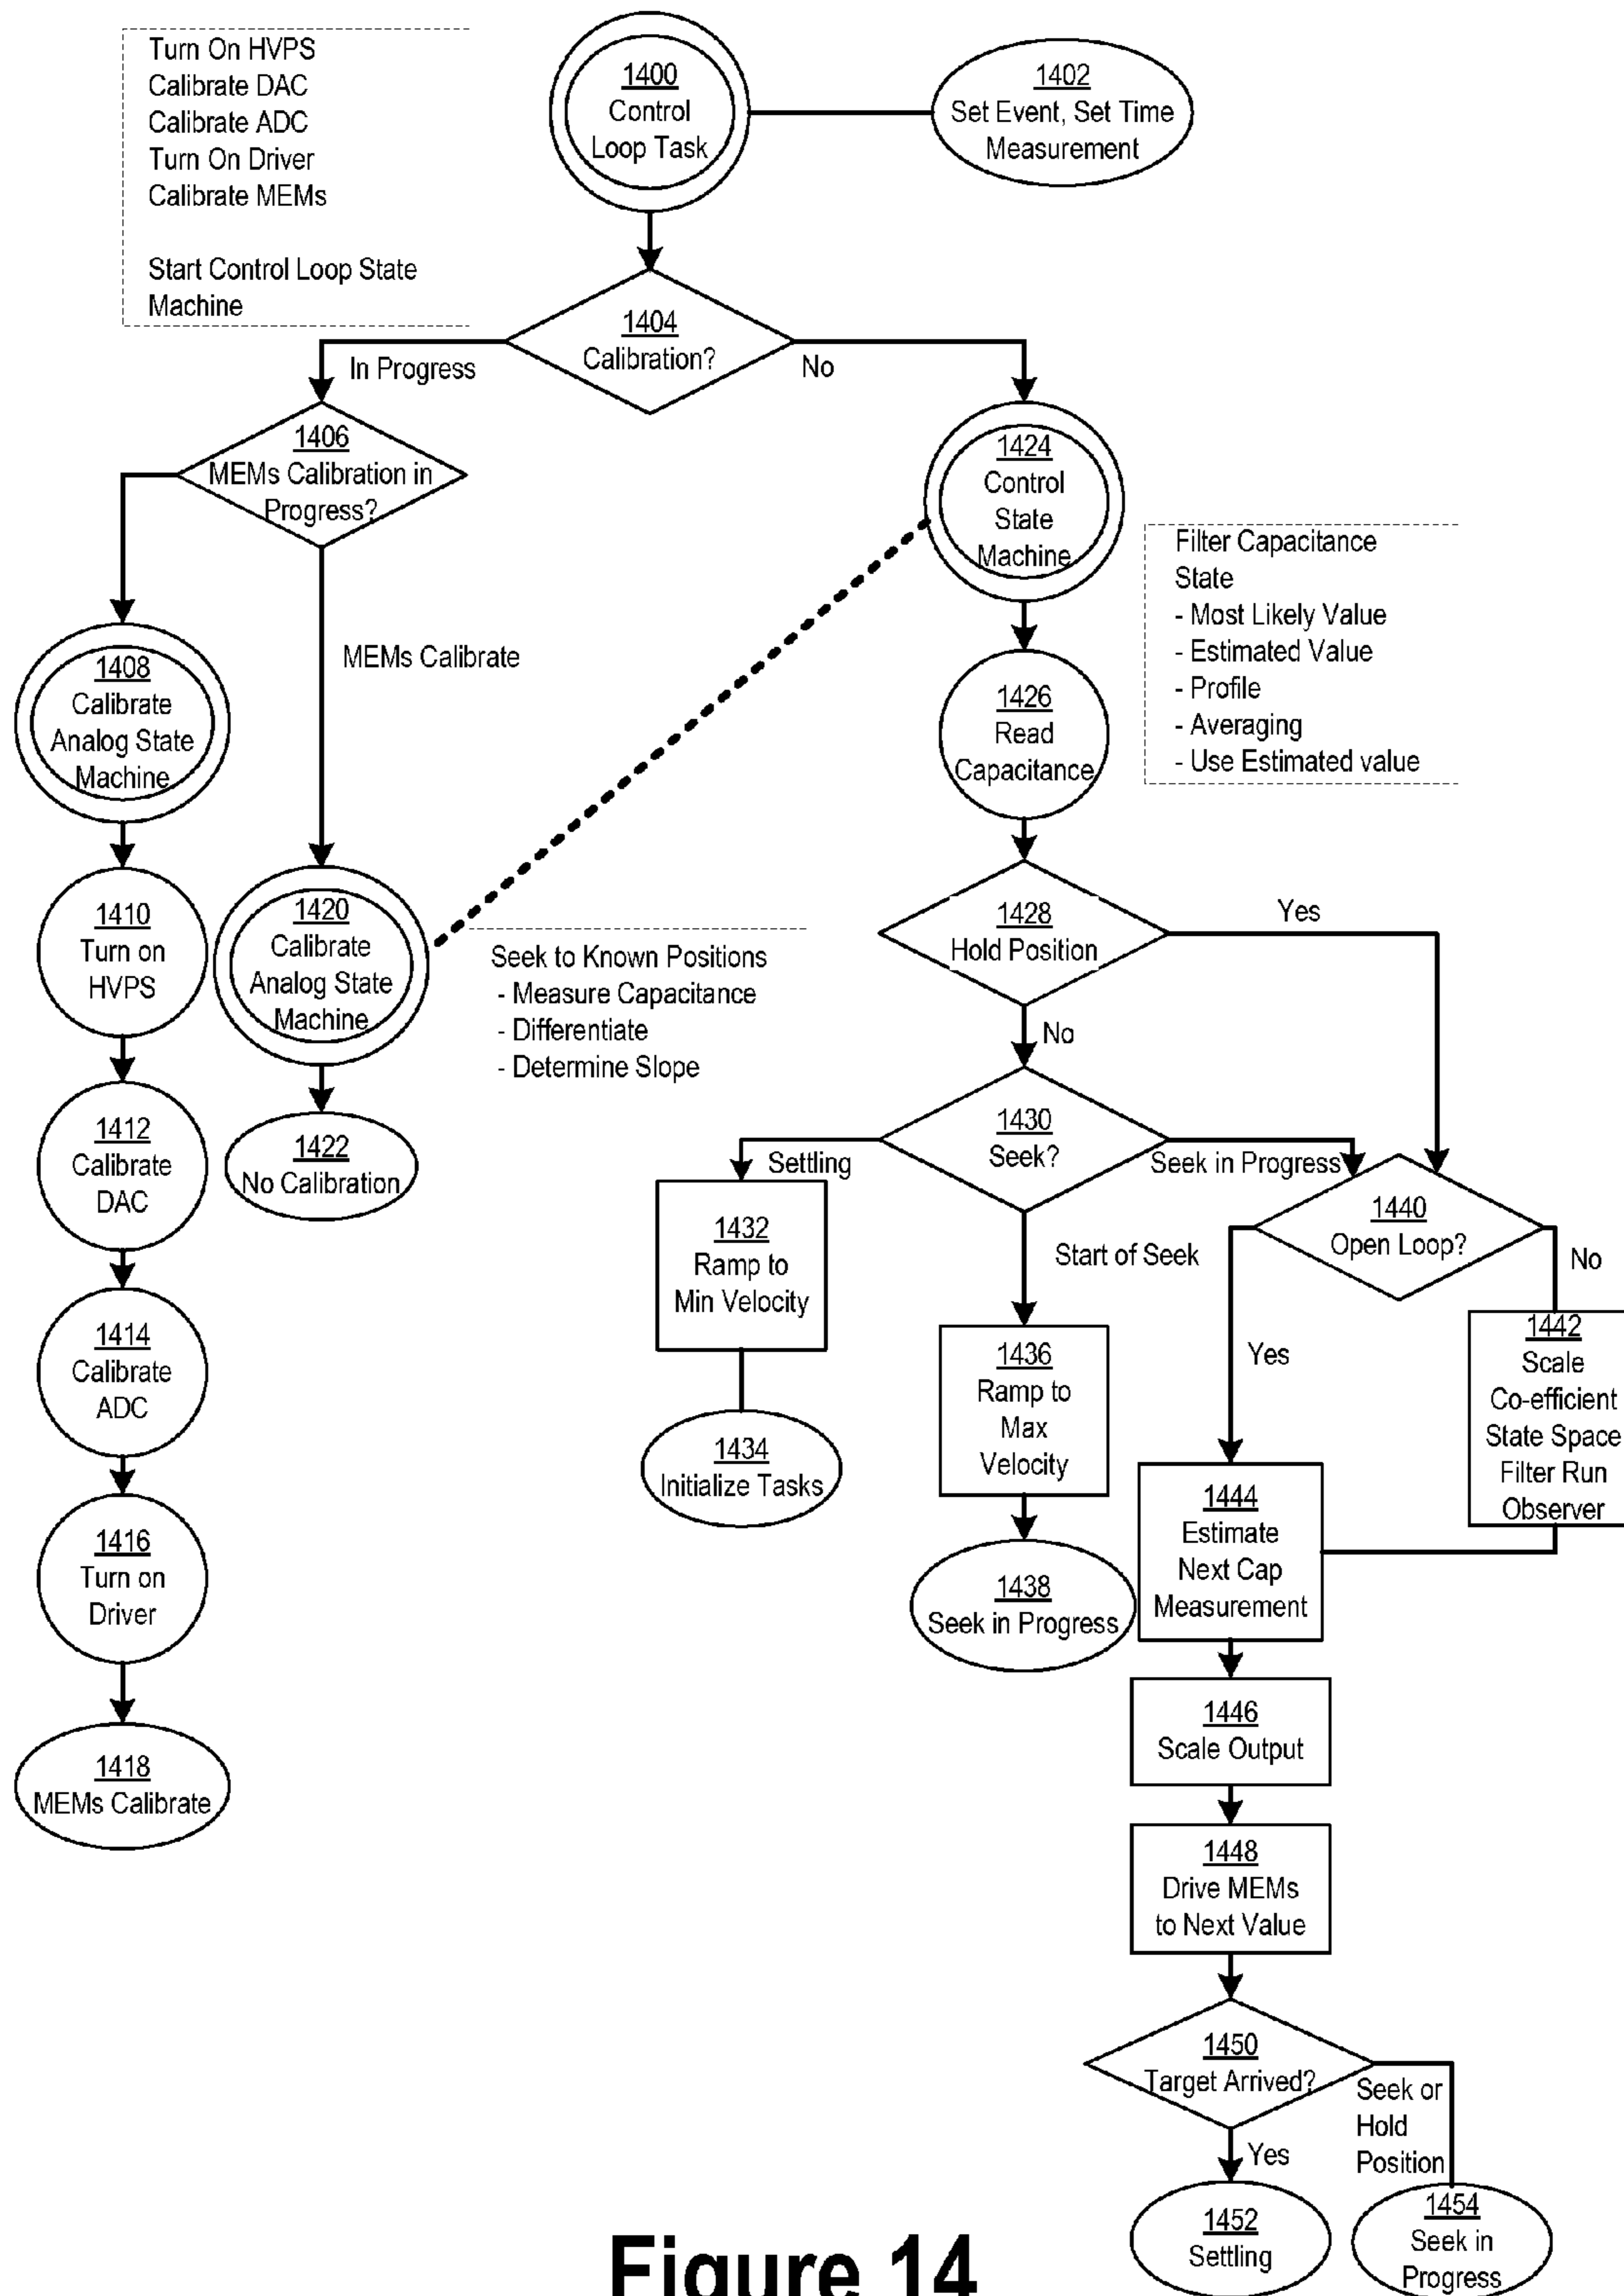 Turn On HVPS
Calibrate DAC
Calibrate ADC
Turn On Driver
Calibrate MEMs
Start Control Loop State
Machine
1400
Control
Loop Task
1402
Set Event, Set Time
Measurement
1404
Calibration?
In Progress
No
1406
MEMs Calibration in
Progress?
1408
Calibrate
Analog State
Machine
MEMs Calibrate
1410
Turn on
HVPS
1412
Calibrate
DAC
1414
Calibrate
ADC
1416
Turn on
Driver
1418
MEMs Calibrate
1420
Calibrate
Analog State
Machine
1422
No Calibration
Seek to Known Positions
- Measure Capacitance
- Differentiate
- Determine Slope
1424
Control
State
Machine
Filter Capacitance
State
- Most Likely Value
- Estimated Value
- Profile
- Averaging
- Use Estimated value
1426
Read
Capacitance
1428
Hold Position
Yes
No
1430
Seek?
Settling
Seek in Progress
Start of Seek
1432
Ramp to
Min Velocity
1434
Initialize Tasks
1436
Ramp to
Max
Velocity
1438
Seek in Progress
1440
Open Loop?
No
Yes
1442
Scale
Co-efficient
State Space
Filter Run
Observer
1444
Estimate
Next Cap
Measurement
1446
Scale Output
1448
Drive MEMs
to Next Value
1450
Target Arrived?
Seek or
Hold
Position
Yes
1452
Settling
1454
Seek in
Progress
Figure 14